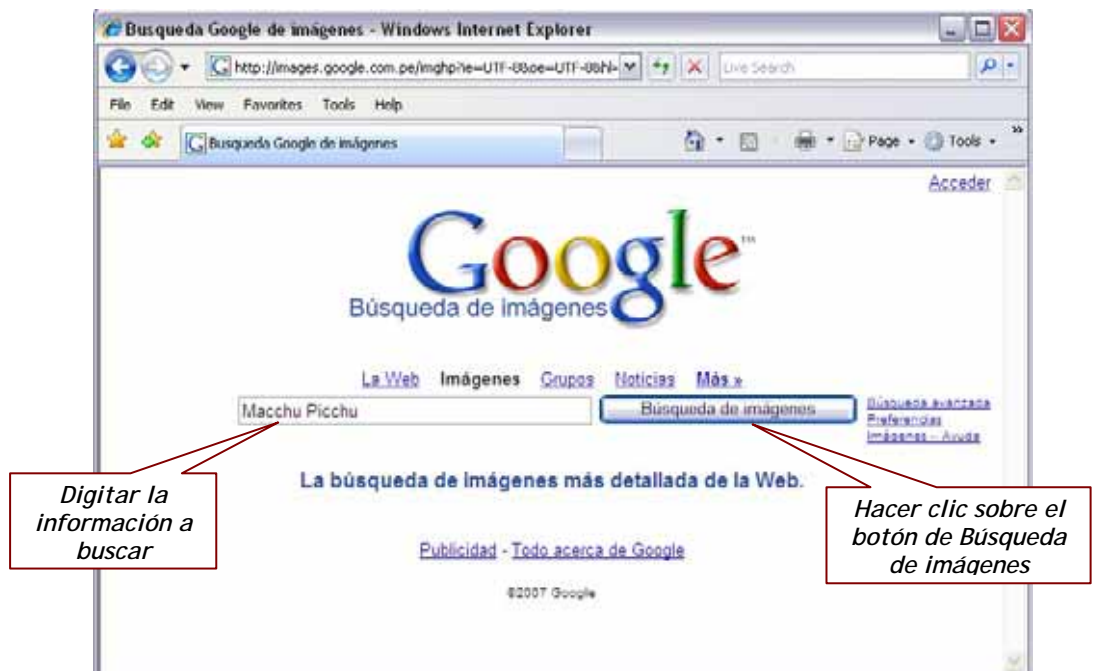 Busqueda Google de imágenes - Windows Internet Explorer
http://images.google.com.pe/imghp?ie=UTF-8&oe=UTF-8&hl=
Live Search
File Edit View Favorites Tools Help
Busqueda Google de imágenes
Page Tools
Acceder
Google™
Búsqueda de imágenes
La Web Imágenes Grupos Noticias Más »
Macchu Picchu
Búsqueda de imágenes
Búsqueda avanzada
Preferencias
Imágenes - Ayuda
La búsqueda de imágenes más detallada de la Web.
Digitar la
información a
buscar
Hacer clic sobre el
botón de Búsqueda
de imágenes
Publicidad - Todo acerca de Google
©2007 Google